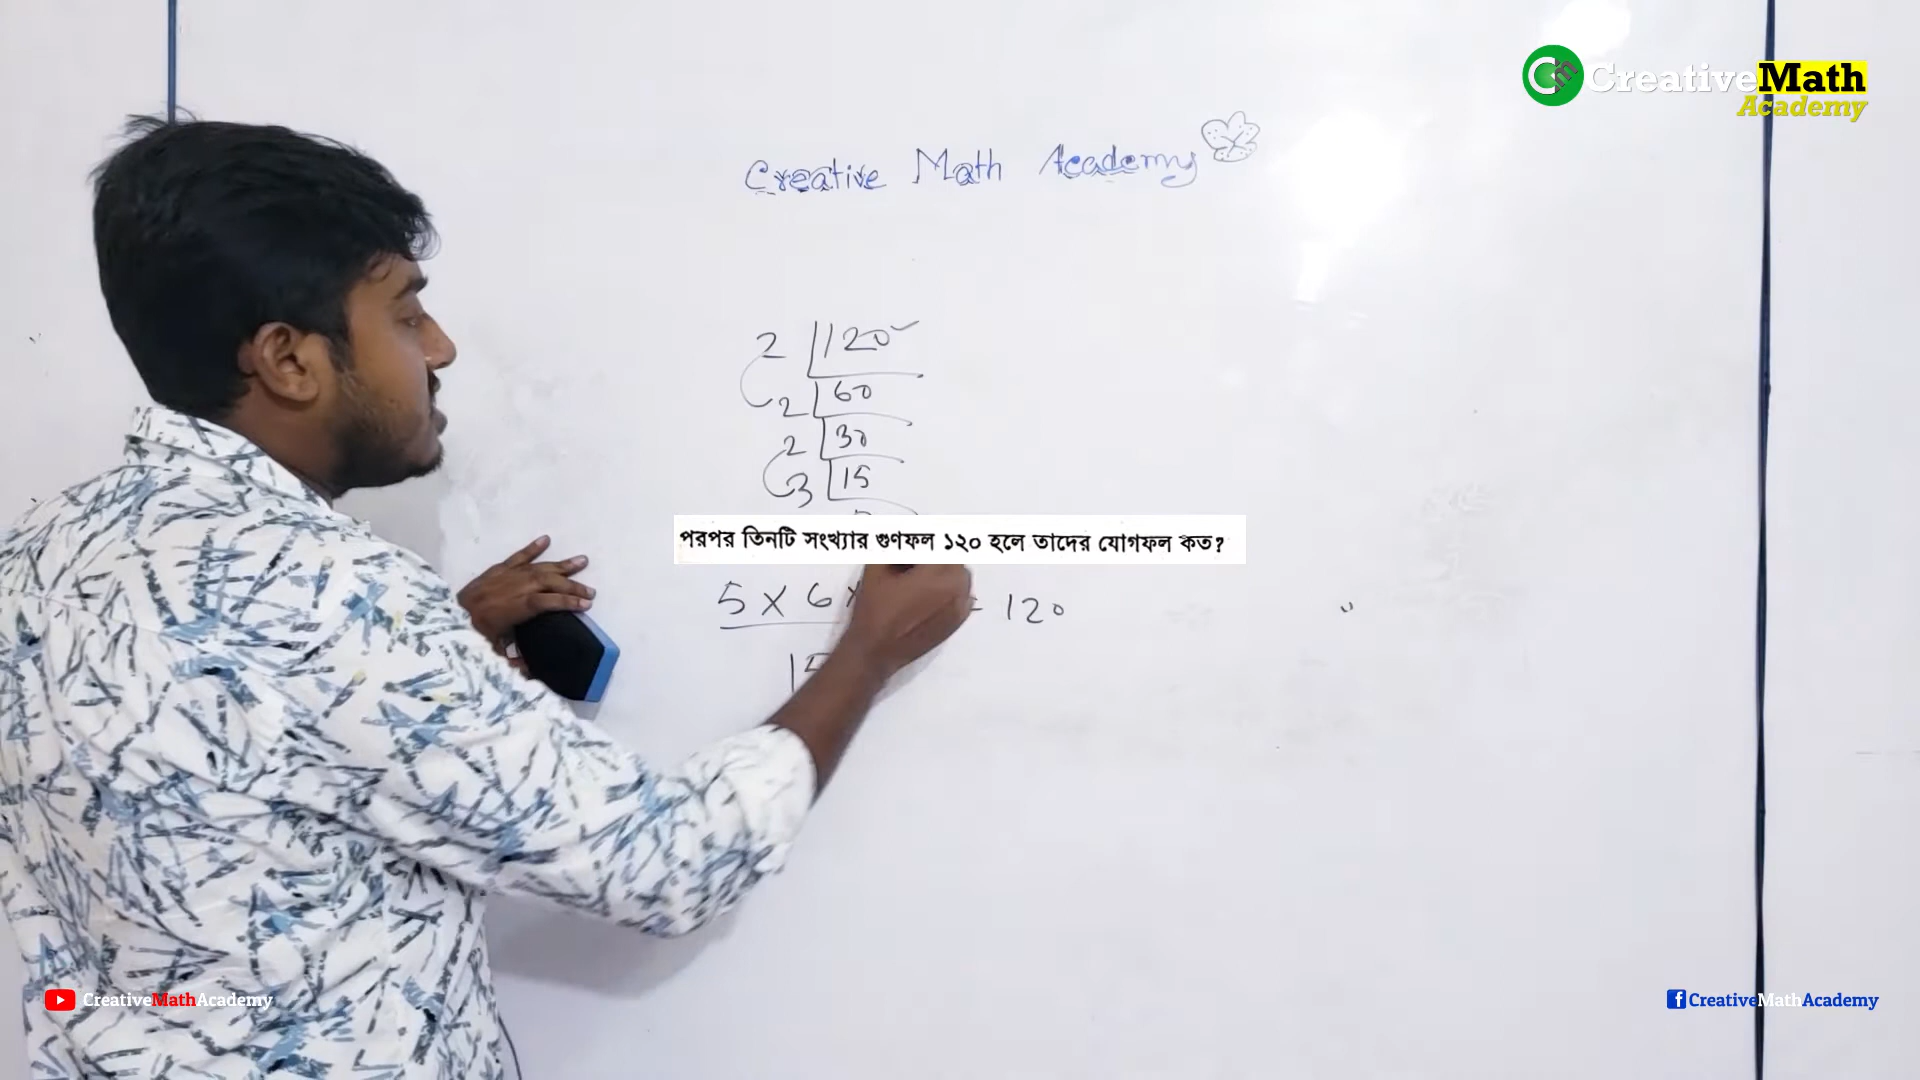 CreativeMath
Academy
Creative Math Academy
2 120
2 60
2 30
3 15
পরপর তিনটি সংখ্যার গুণফল ১২০ হলে তাদের যোগফল কত?
5 × 6 × = 120
15
CreativeMathAcademy
CreativeMathAcademy